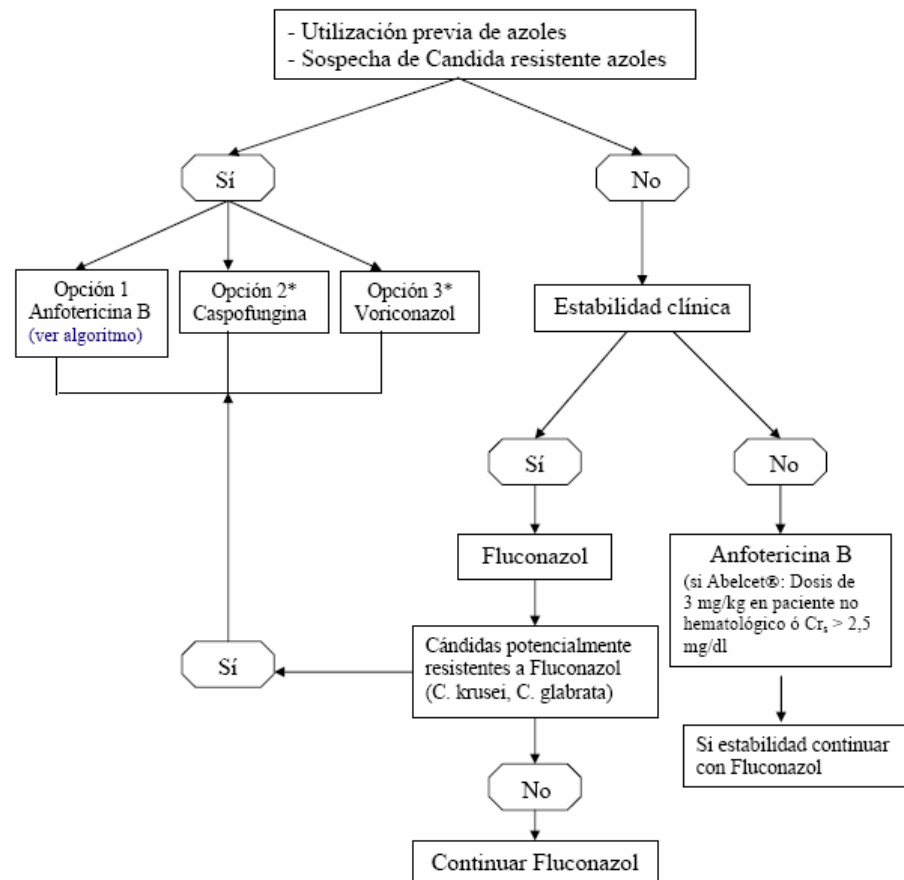 - Utilización previa de azoles
- Sospecha de Candida resistente azoles
Sí
No
Opción 1
Anfotericina B
(ver algoritmo)
Opción 2*
Caspofungina
Opción 3*
Voriconazol
Estabilidad clínica
Sí
No
Fluconazol
Anfotericina B
(si Abelcet®: Dosis de
3 mg/kg en paciente no
hematológico ó Crs > 2,5
mg/dl
Sí
Cándidas potencialmente
resistentes a Fluconazol
(C. krusei, C. glabrata)
Si estabilidad continuar
con Fluconazol
No
Continuar Fluconazol